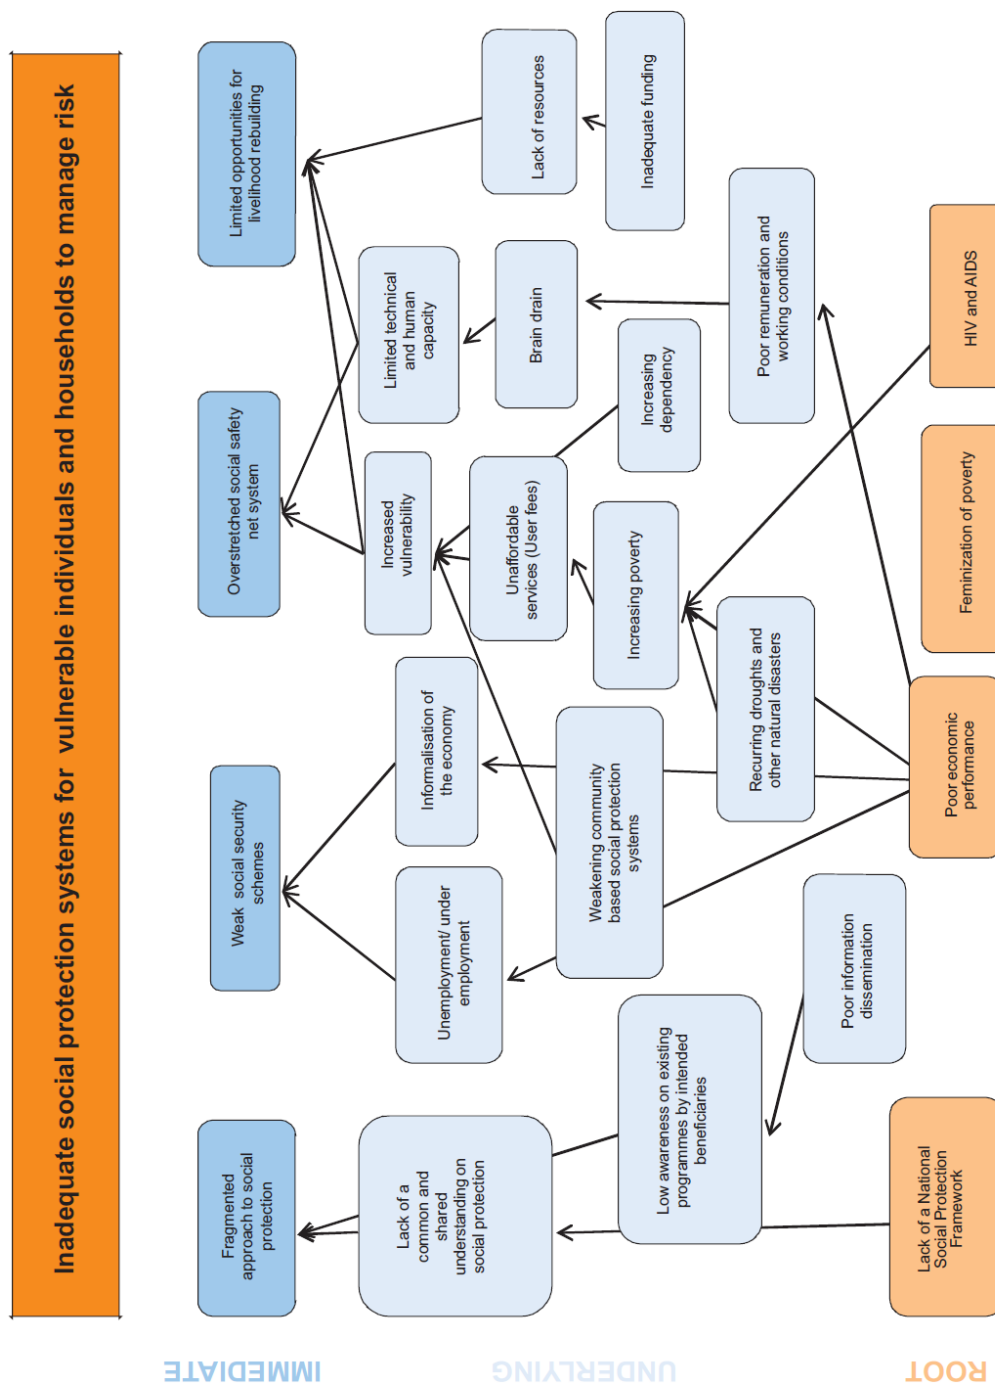 Inadequate social protection systems for vulnerable individuals and households to manage risk
IMMEDIATE
Fragmented
approach to social
protection
Weak social security
schemes
Overstretched social safety
net system
Limited opportunities for
livelihood rebuilding
UNDERLYING
Lack of a
common and
shared
understanding on
social protection
Unemployment/ under
employment
Informalisation of
the economy
Increased
vulnerability
Limited technical
and human
capacity
Lack of resources
Unaffordable
services (User fees)
Brain drain
Weakening community
based social protection
systems
Increasing poverty
Increasing
dependency
Inadequate funding
Low awareness on existing
programmes by intended
beneficiaries
Recurring droughts and
other natural disasters
Poor remuneration and
working conditions
Poor information
dissemination
ROOT
Lack of a National
Social Protection
Framework
Poor economic
performance
Feminization of poverty
HIV and AIDS